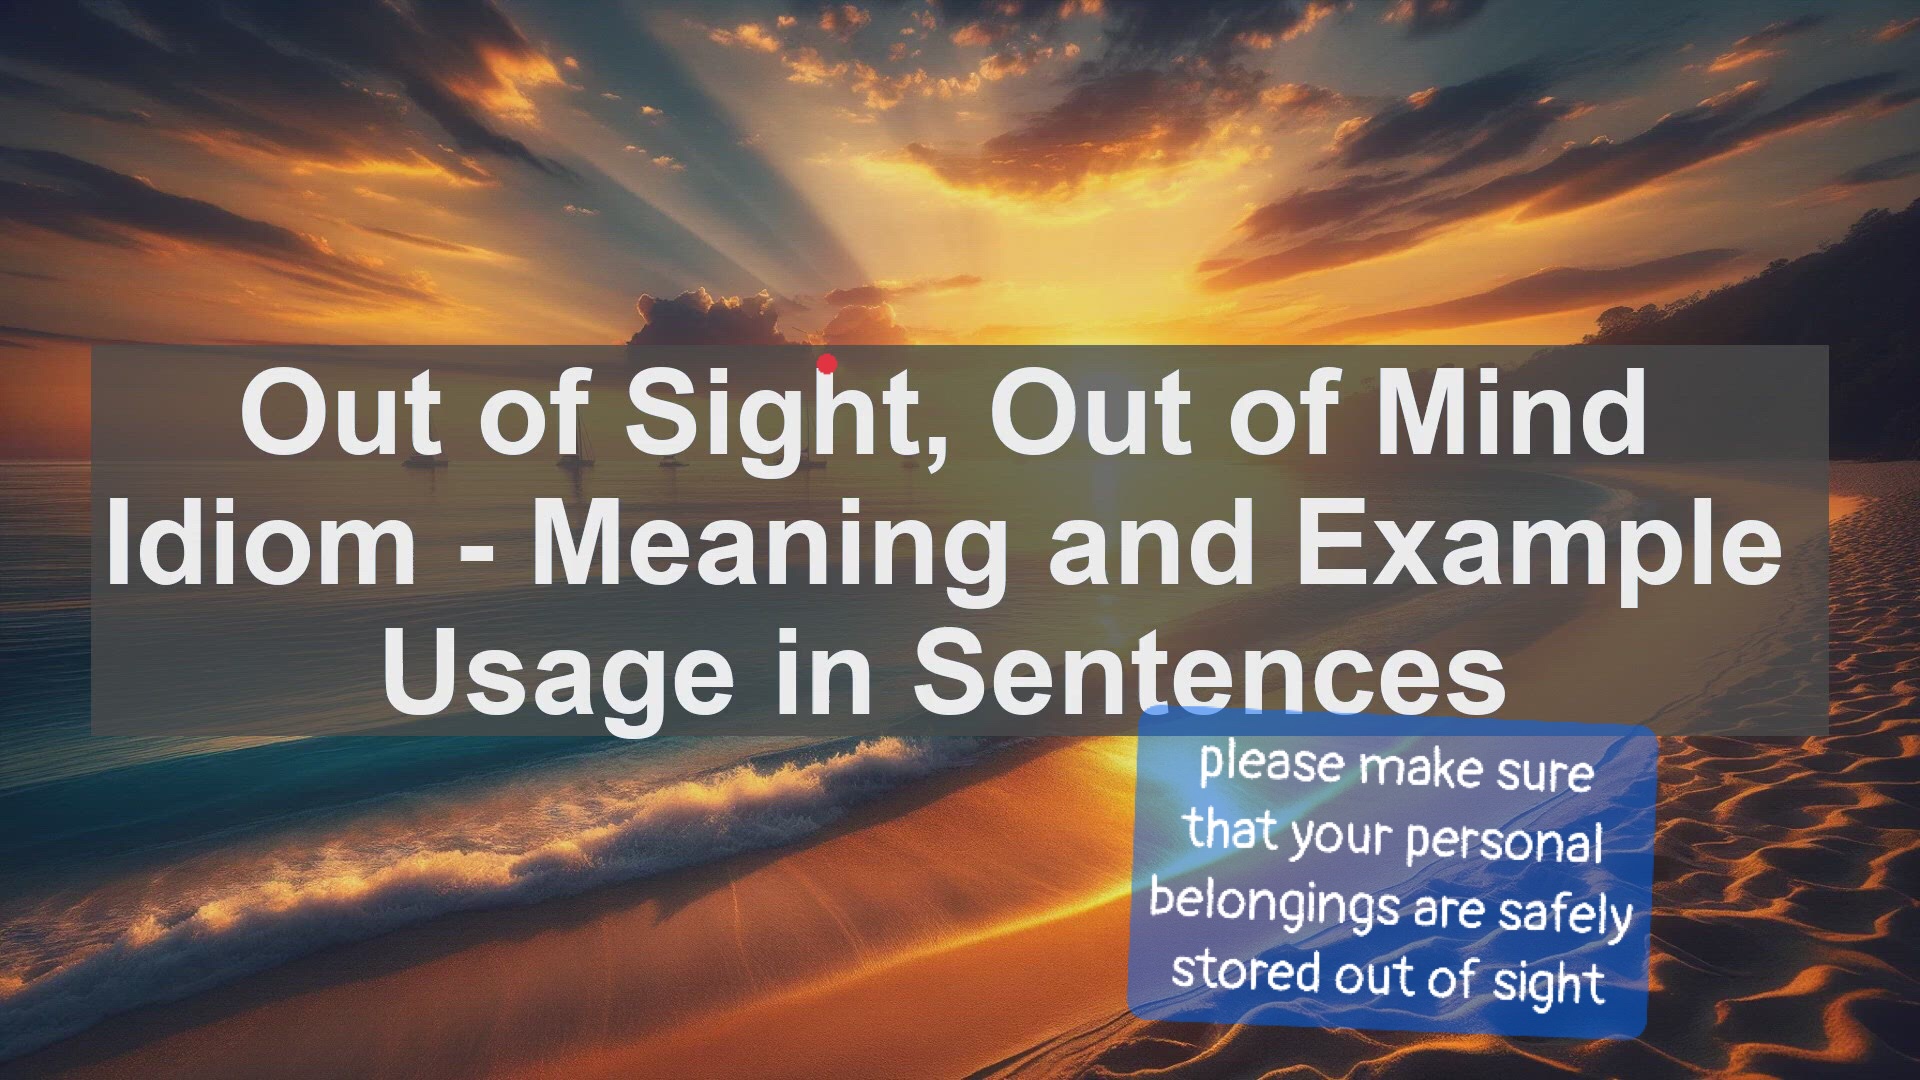 Out of Sight, Out of Mind
Idiom - Meaning and Example
Usage in Sentences
please make sure
that your personal
belongings are safely
stored out of sight